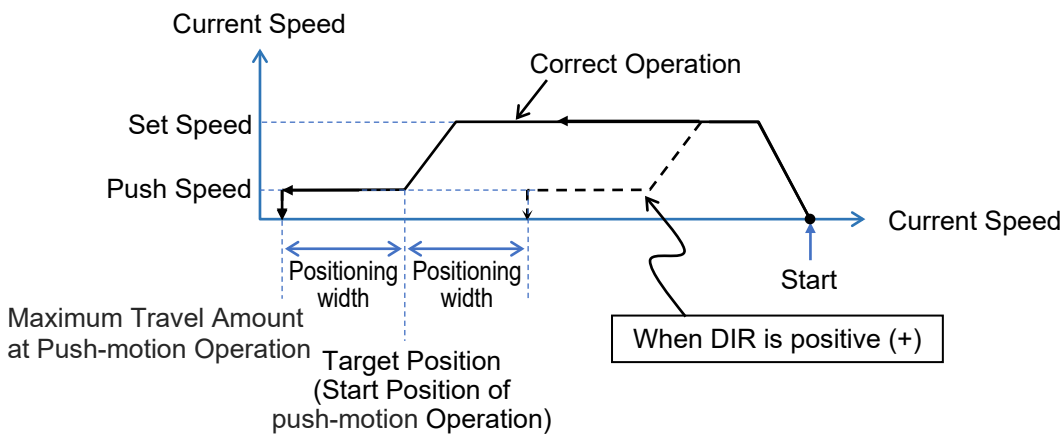 Current Speed
Correct Operation
Set Speed
Push Speed
Current Speed
Positioning
width
Positioning
width
Start
Maximum Travel Amount
at Push-motion Operation
When DIR is positive (+)
Target Position
(Start Position of
push-motion Operation)